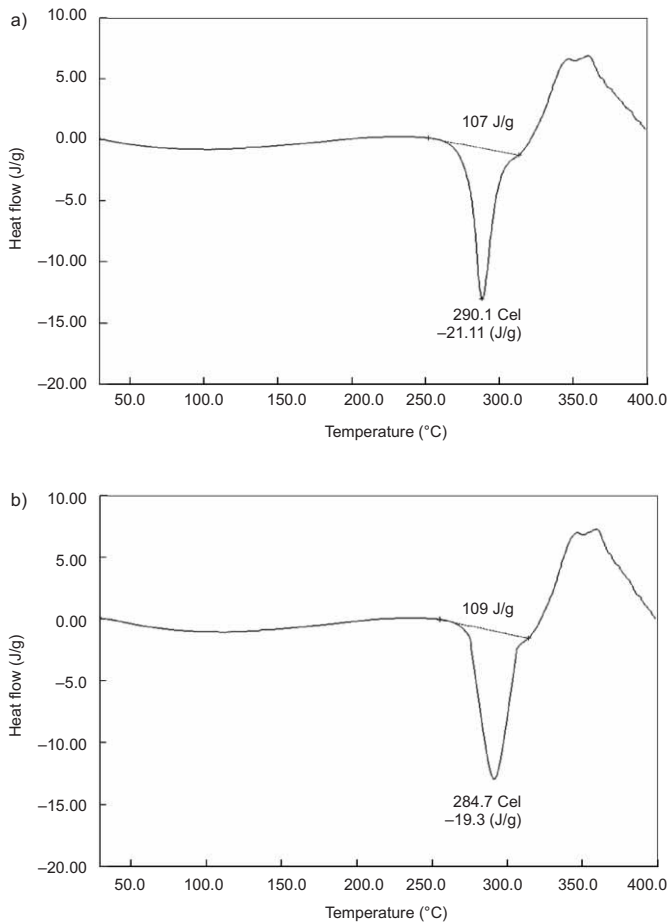 a)
10.00
5.00
0.00
–5.0
–10.00
–15.00
–20.00
Heat flow (J/g)
107 J/g
290.1 Cel
–21.11 (J/g)
50.0 100.0 150.0 200.0 250.0 300.0 350.0 400.0
Temperature (°C)
b)
10.00
5.00
0.00
–5.0
–10.00
–15.00
–20.00
Heat flow (J/g)
109 J/g
284.7 Cel
–19.3 (J/g)
50.0 100.0 150.0 200.0 250.0 300.0 350.0 400.0
Temperature (°C)